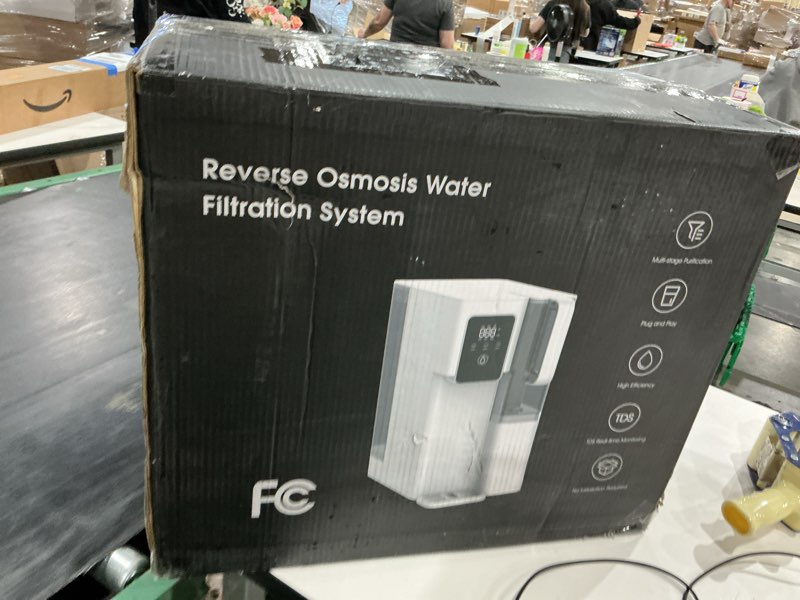 Reverse Osmosis Water
Filtration System
Multi-stage Purification
Plug and Play
High Efficiency
TDS
TDS Real-time Monitoring
No Installation Required
FC